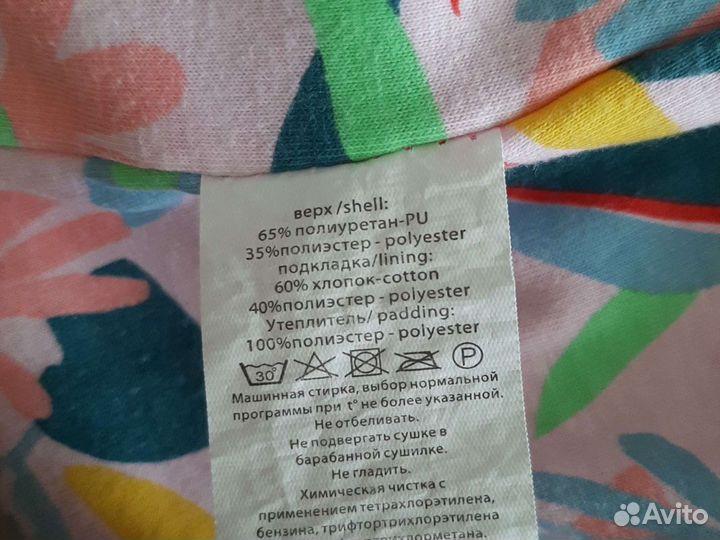 верх /shell:
65% полиуретан-PU
35%полиэстер - polyester
подкладка/lining:
60% хлопок-cotton
40%полиэстер - polyester
Утеплитель/ padding:
100%полиэстер - polyester
30° P
Машинная стирка, выбор нормальной
программы при t° не более указанной.
Не отбеливать.
Не подвергать сушке в
барабанной сушилке.
Не гладить.
Химическая чистка с
применением тетрахлорэтилена,
бензина, трифтортрихлорэтилена
Avito